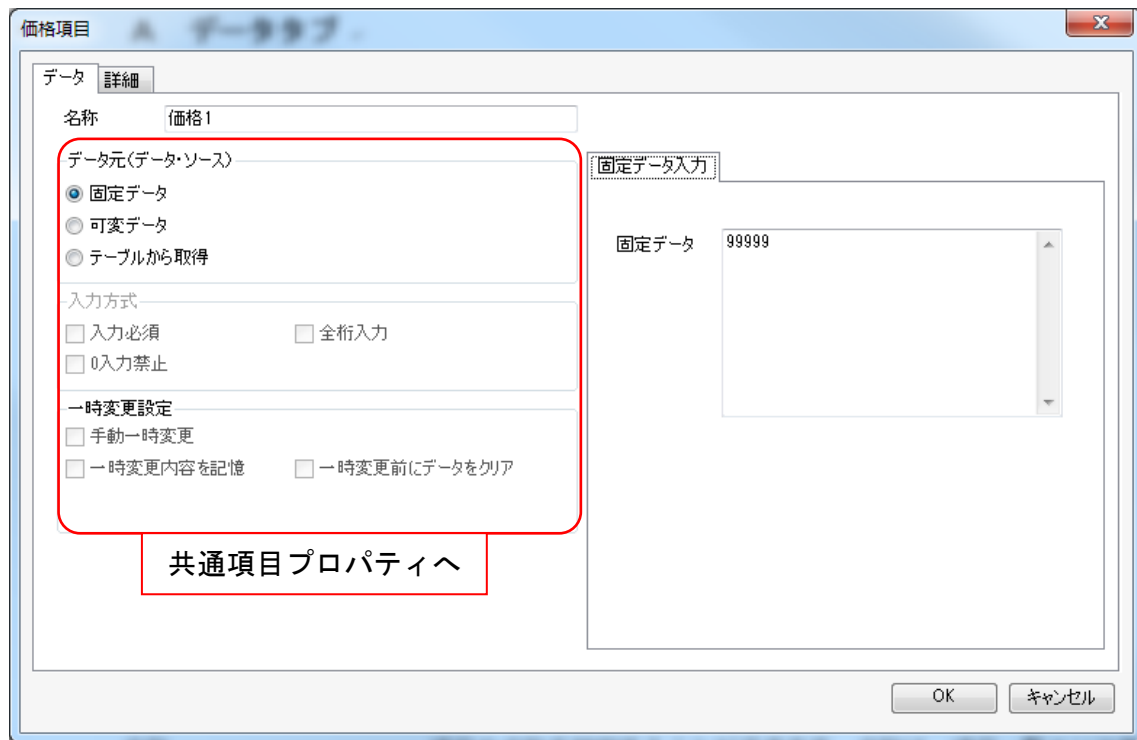 価格項目
A データタブ
データ 詳細
名称 価格1
データ元(データ・ソース)
固定データ
可変データ
テーブルから取得
入力方式
入力必須 全桁入力
0入力禁止
一時変更設定
手動一時変更
一時変更内容を記憶 一時変更前にデータをクリア
共通項目プロパティへ
固定データ入力
固定データ 99999
OK キャンセル